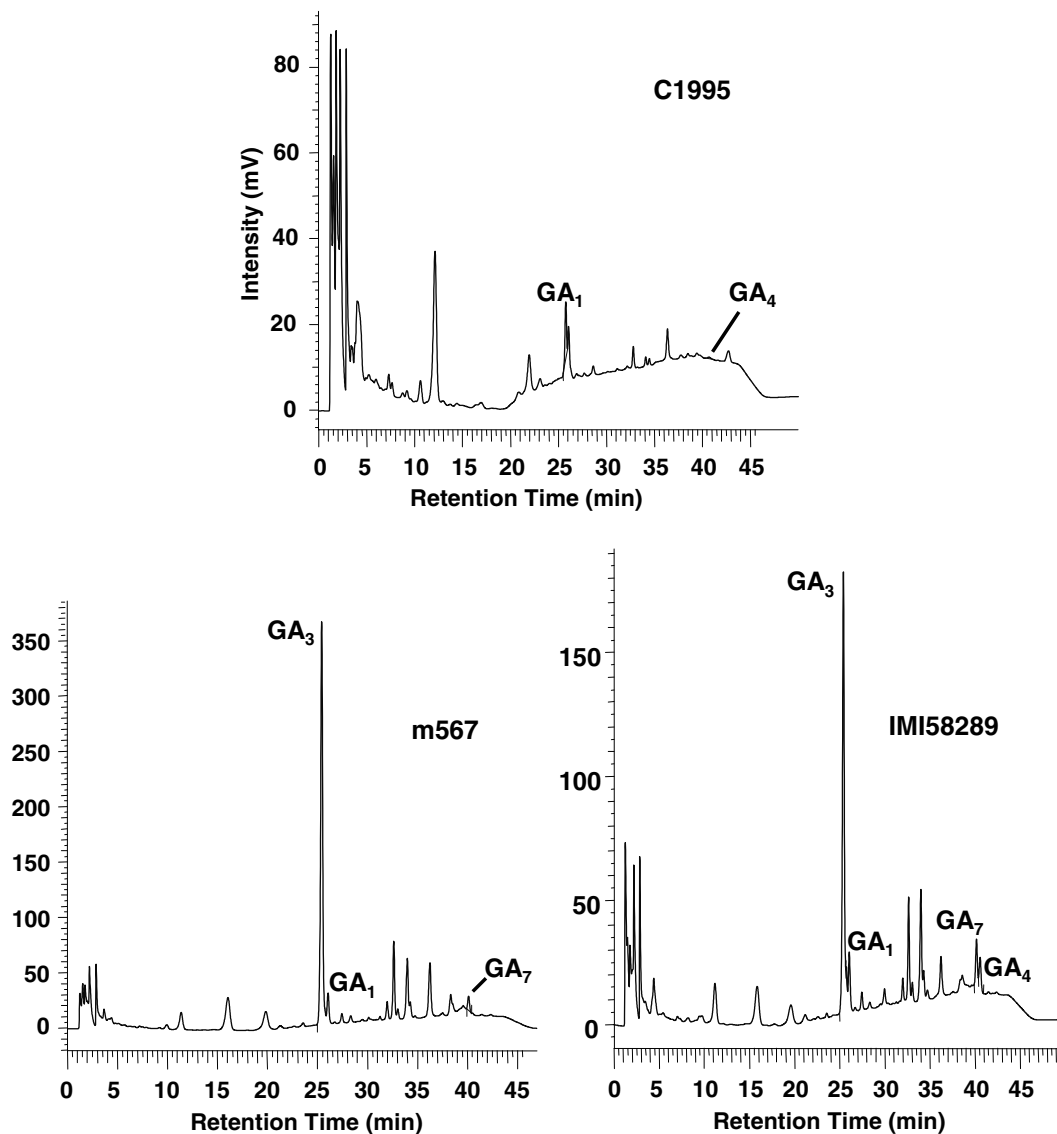 80
60
40
20
0
Intensity (mV)
C1995
GA₁
GA₄
0 5 10 15 20 25 30 35 40 45
Retention Time (min)
350
300
250
200
150
100
50
0
GA₃
m567
GA₁
GA₇
0 5 10 15 20 25 30 35 40 45
Retention Time (min)
150
100
50
0
GA₃
IMI58289
GA₁
GA₇
GA₄
0 5 10 15 20 25 30 35 40 45
Retention Time (min)